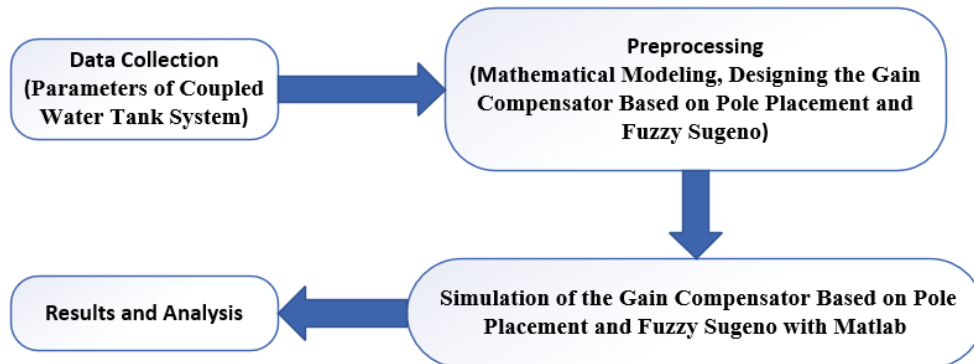 Data Collection
(Parameters of Coupled
Water Tank System)
Preprocessing
(Mathematical Modeling, Designing the Gain
Compensator Based on Pole Placement and
Fuzzy Sugeno)
Simulation of the Gain Compensator Based on Pole
Placement and Fuzzy Sugeno with Matlab
Results and Analysis